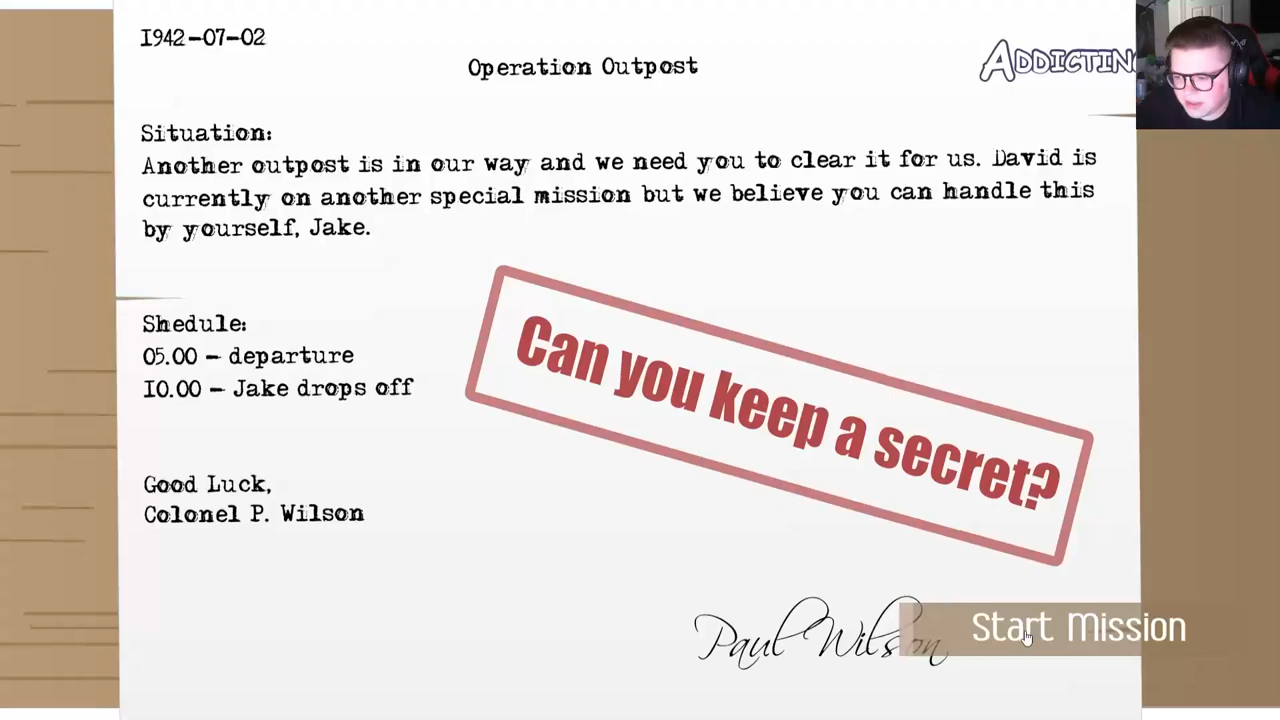 1942-07-02
Operation Outpost
ADDICTING
Situation:
Another outpost is in our way and we need you to clear it for us. David is
currently on another special mission but we believe you can handle this
by yourself, Jake.
Shedule:
05.00 - departure
10.00 - Jake drops off
Can you keep a secret?
Good Luck,
Colonel P. Wilson
Paul Wilson
Start Mission